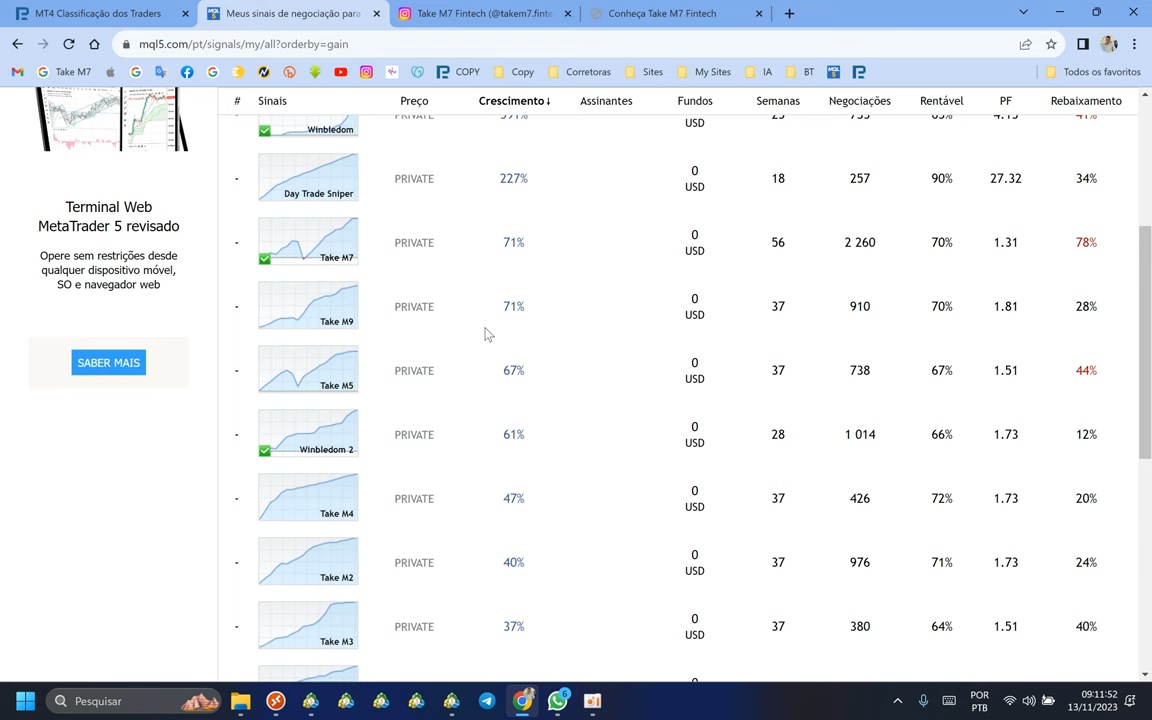 MT4 Classificação dos Traders
Meus sinais de negociação para
Take M7 Fintech (@takem7.finte
Conheça Take M7 Fintech
mql5.com/pt/signals/my/all?orderby=gain
Take M7
COPY
Copy
Corretoras
Sites
My Sites
IA
BT
Todos os favoritos
# Sinais Preço Crescimento↓ Assinantes Fundos Semanas Negociações Rentável PF Rebaixamento
Winbledom PRIVATE USD
- Day Trade Sniper PRIVATE 227% 0 USD 18 257 90% 27.32 34%
- Take M7 PRIVATE 71% 0 USD 56 2 260 70% 1.31 78%
- Take M9 PRIVATE 71% 0 USD 37 910 70% 1.81 28%
- Take M5 PRIVATE 67% 0 USD 37 738 67% 1.51 44%
- Winbledom 2 PRIVATE 61% 0 USD 28 1 014 66% 1.73 12%
- Take M4 PRIVATE 47% 0 USD 37 426 72% 1.73 20%
- Take M2 PRIVATE 40% 0 USD 37 976 71% 1.73 24%
- Take M3 PRIVATE 37% 0 USD 37 380 64% 1.51 40%
Terminal Web
MetaTrader 5 revisado
Opere sem restrições desde
qualquer dispositivo móvel,
SO e navegador web
SABER MAIS
Pesquisar
6
POR
PTB
09:11:52
13/11/2023